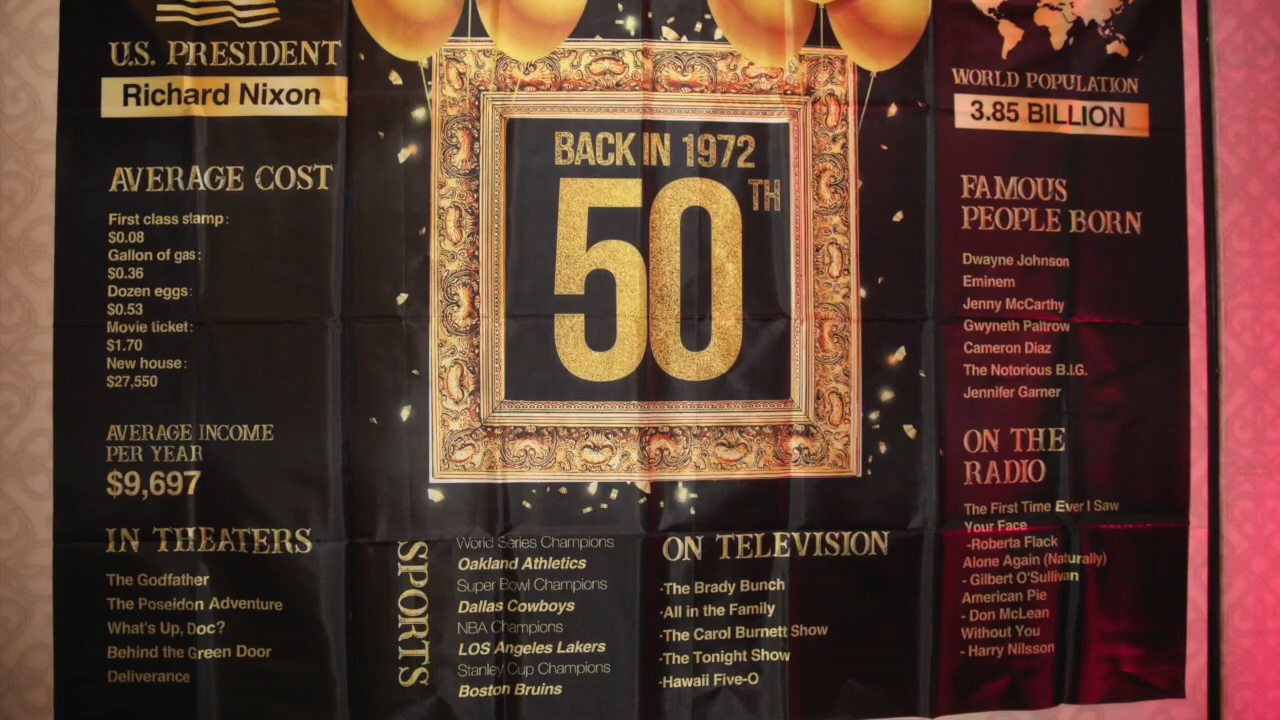 U.S. PRESIDENT
Richard Nixon
AVERAGE COST
First class stamp:
$0.08
Gallon of gas:
$0.36
Dozen eggs:
$0.53
Movie ticket:
$1.70
New house:
$27,550
AVERAGE INCOME
PER YEAR
$9,697
IN THEATERS
The Godfather
The Poseidon Adventure
What's Up, Doc?
Behind the Green Door
Deliverance
BACK IN 1972
50TH
SPORTS
World Series Champions
Oakland Athletics
Super Bowl Champions
Dallas Cowboys
NBA Champions
LOS Angeles Lakers
Stanley Cup Champions
Boston Bruins
ON TELEVISION
·The Brady Bunch
·All in the Family
·The Carol Burnett Show
·The Tonight Show
·Hawaii Five-O
WORLD POPULATION
3.85 BILLION
FAMOUS
PEOPLE BORN
Dwayne Johnson
Eminem
Jenny McCarthy
Gwyneth Paltrow
Cameron Diaz
The Notorious B.I.G.
Jennifer Garner
ON THE
RADIO
The First Time Ever I Saw
Your Face
-Roberta Flack
Alone Again (Naturally)
- Gilbert O'Sullivan
American Pie
- Don McLean
Without You
- Harry Nilsson